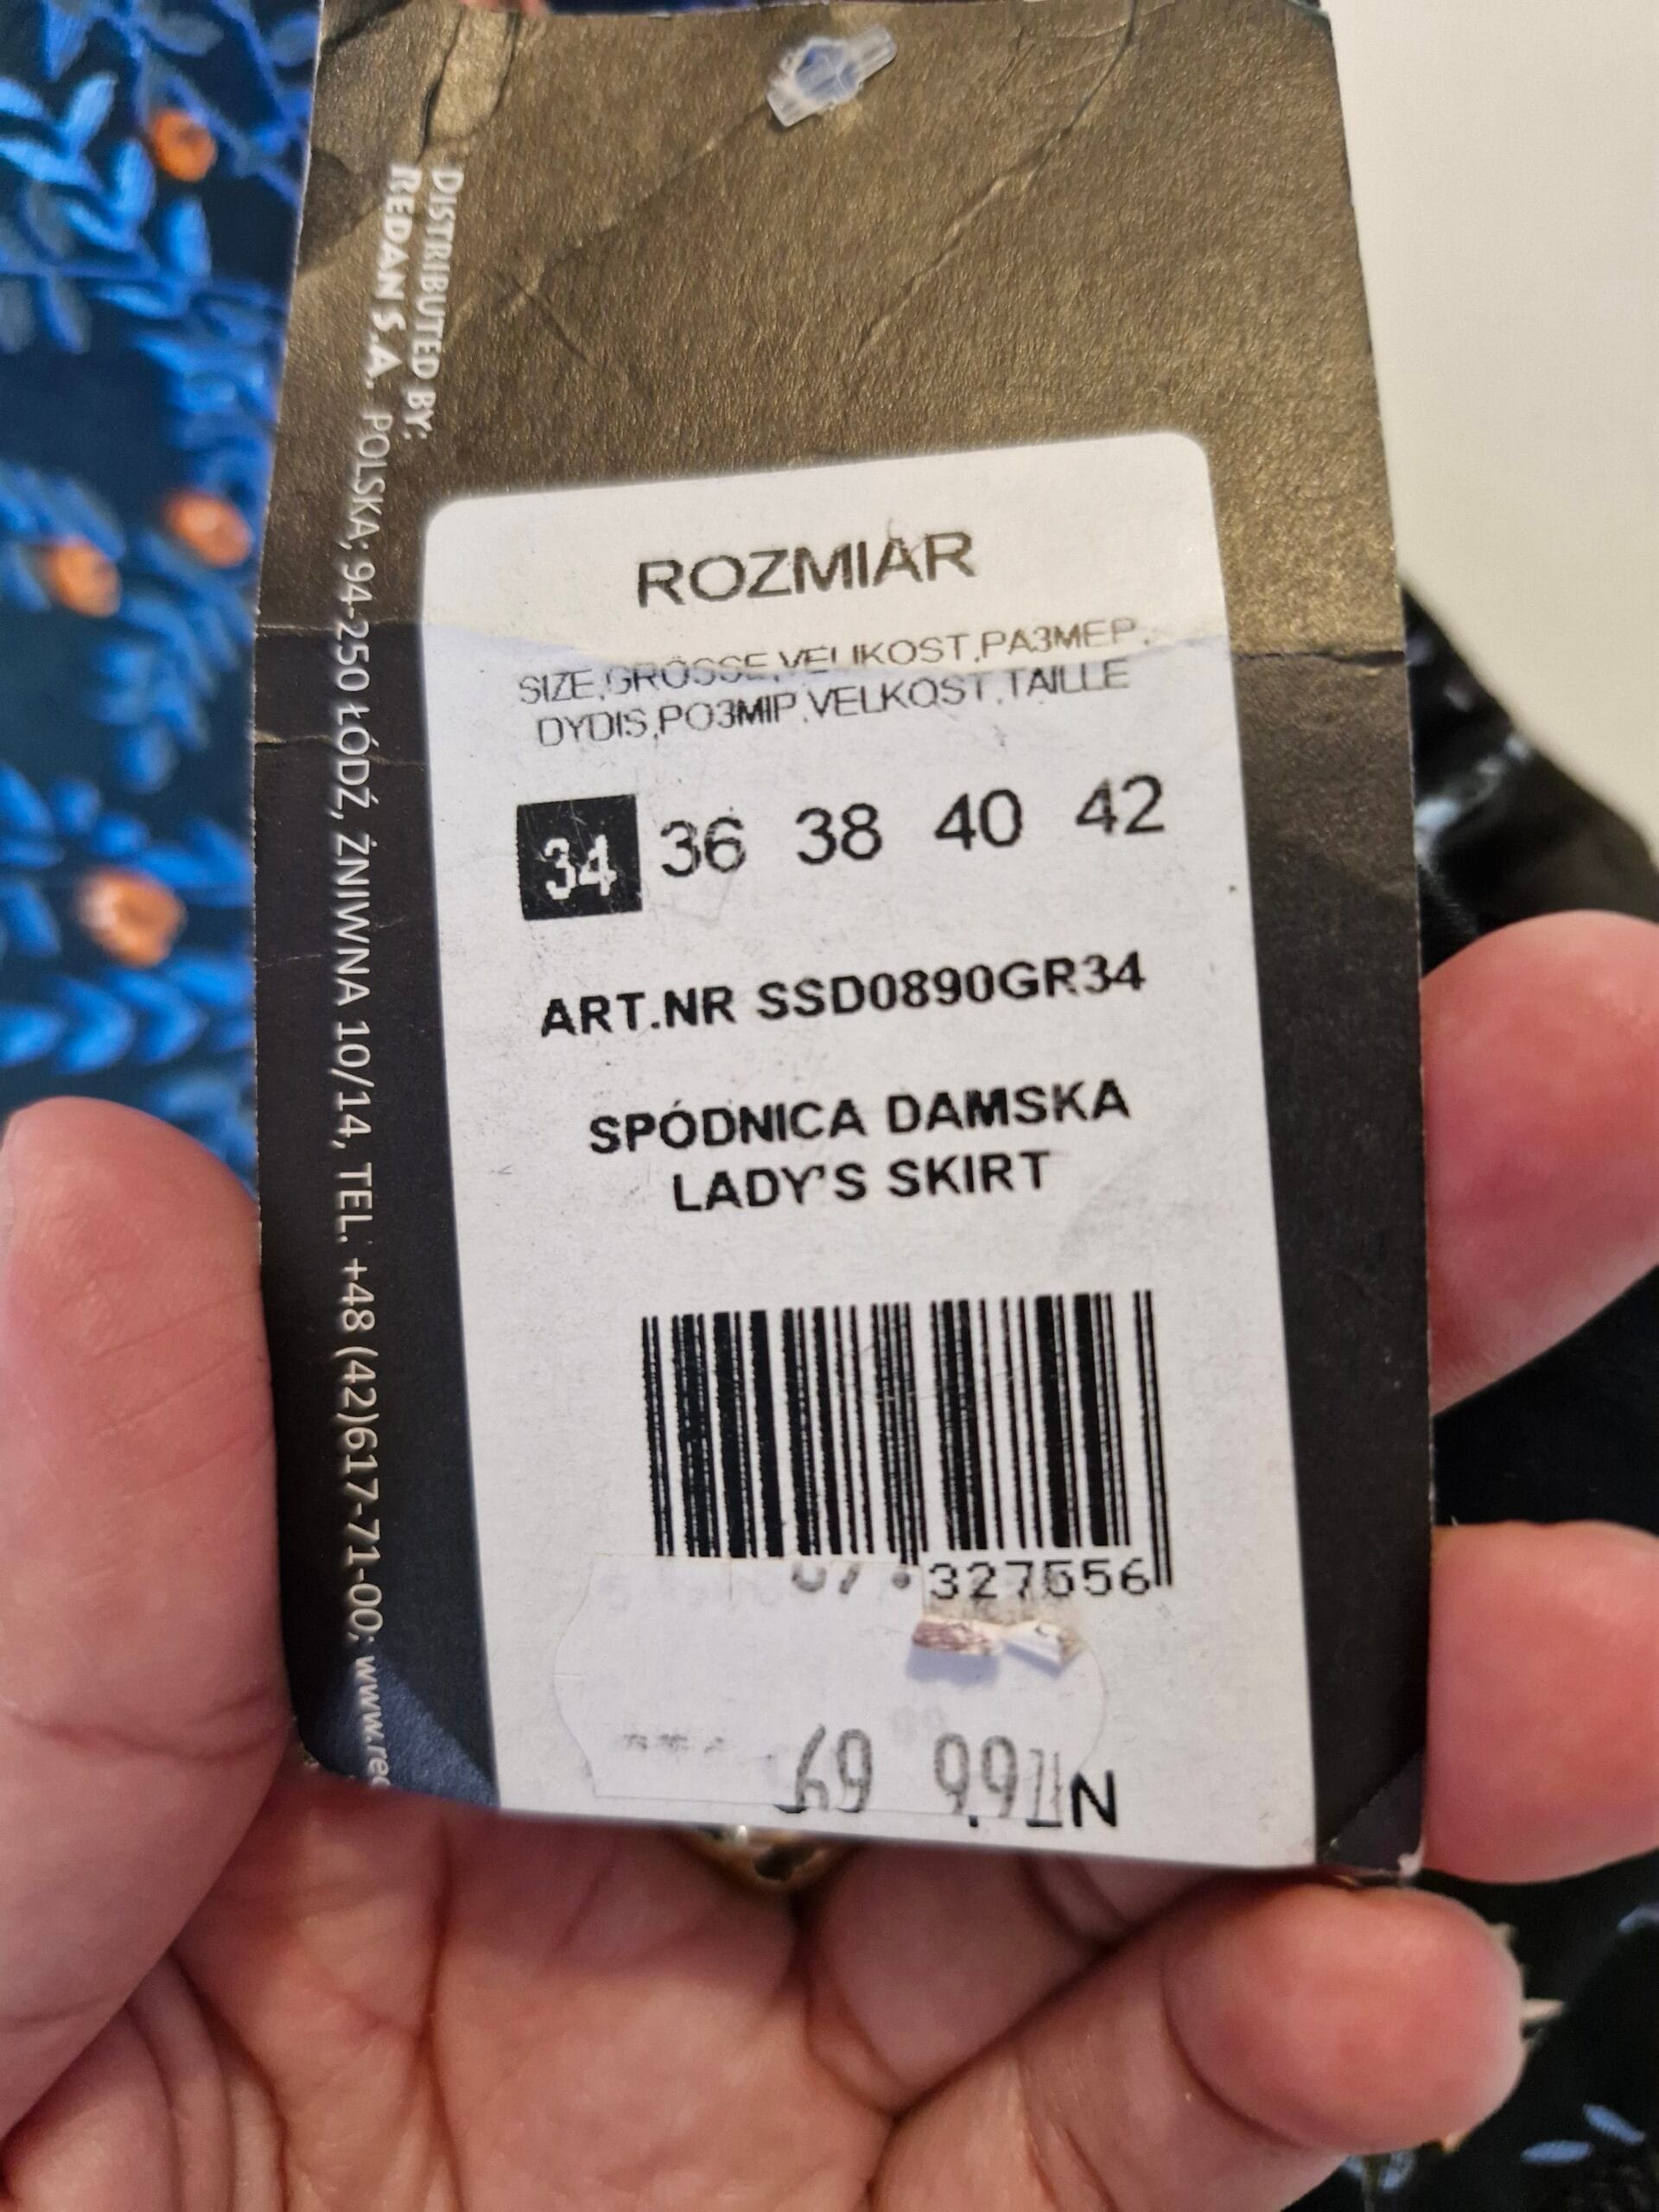 DISTRIBUTED BY:
REDAN S.A. POLSKA; 94-250 ŁÓDŹ, ŻNIWNA 10/14, TEL. +48 (42)617-71-00; www.red
ROZMIAR
SIZE,GRÖSSE,VELIKOST,РАЗМЕР,
DYDIS,РОЗМІР,VELKOST,TAILLE
34 36 38 40 42
ART.NR SSD0890GR34
SPÓDNICA DAMSKA
LADY'S SKIRT
327556
69 99